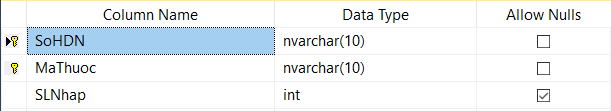 Column Name Data Type Allow Nulls
SoHDN nvarchar(10)
MaThuoc nvarchar(10)
SLNhap int